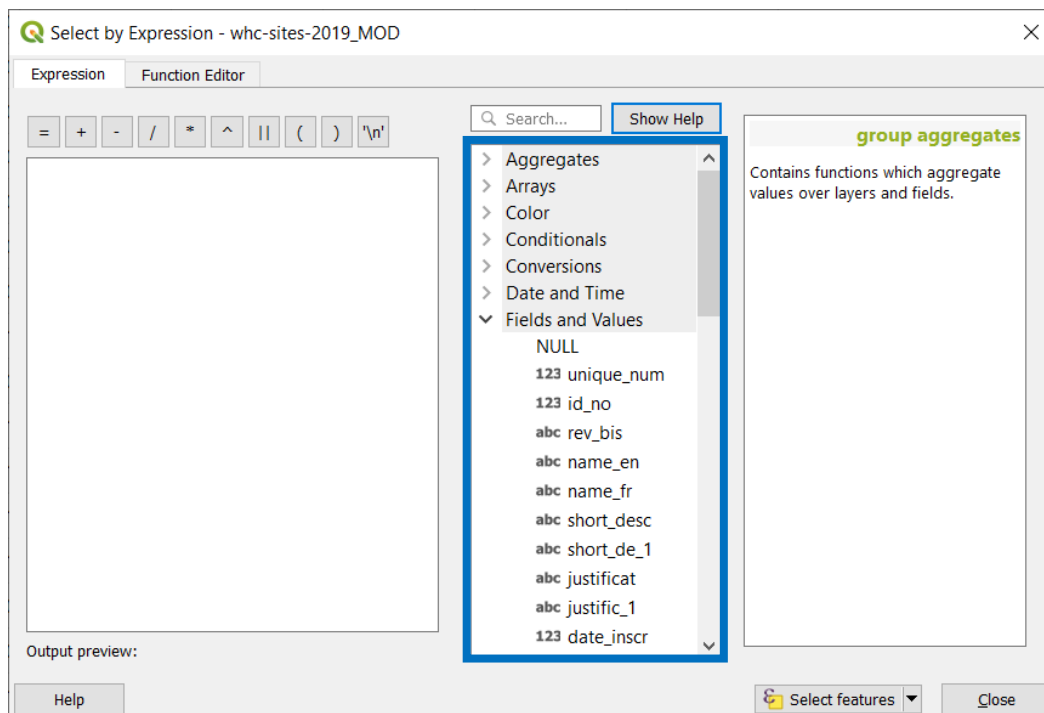 Select by Expression - whc-sites-2019_MOD
Expression
Function Editor
= + - / * ^ || ( ) '\n'
Search...
Show Help
Aggregates
Arrays
Color
Conditionals
Conversions
Date and Time
Fields and Values
NULL
123 unique_num
123 id_no
abc rev_bis
abc name_en
abc name_fr
abc short_desc
abc short_de_1
abc justificat
abc justific_1
123 date_inscr
group aggregates
Contains functions which aggregate
values over layers and fields.
Output preview:
Help
Select features
Close